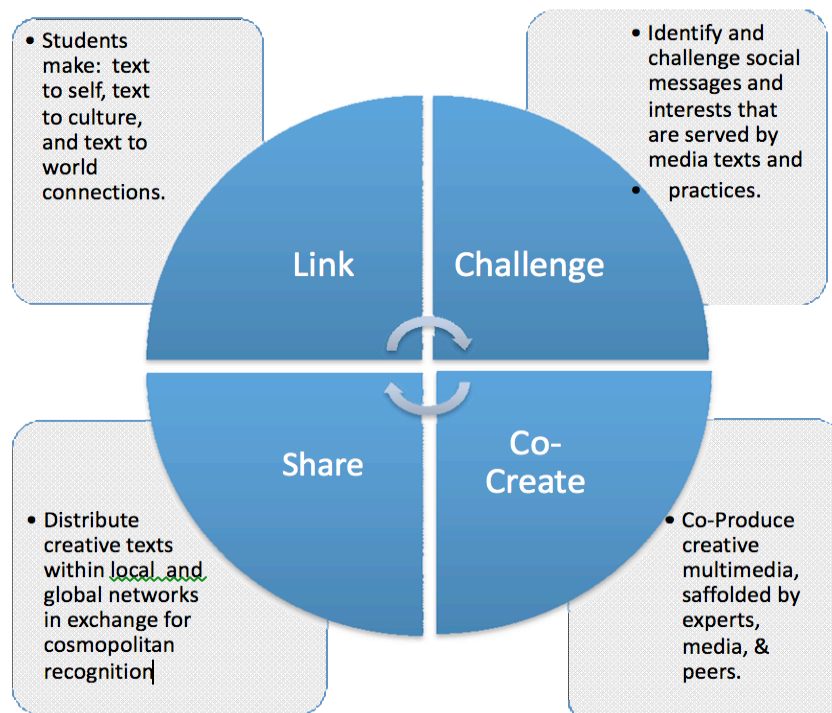 • Students
make:  text
to self, text
to culture,
and text to
world
connections.
• Identify and
challenge social
messages and
interests that
are served by
media texts and
• practices.
Link
Challenge
Share
Co-
Create
• Distribute
creative texts
within local  and
global networks
in exchange for
cosmopolitan
recognition
• Co-Produce
creative
multimedia,
saffolded by
experts,
media, &
peers.